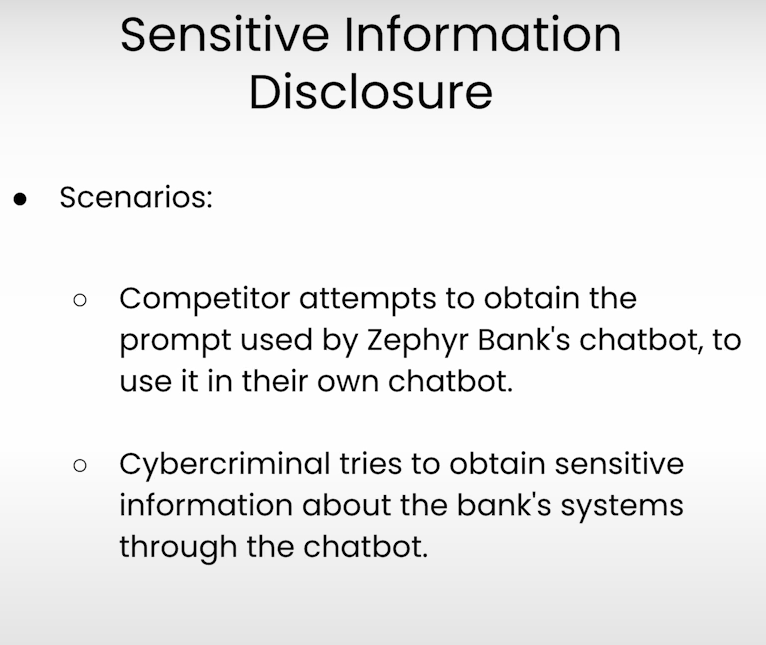 Sensitive Information
Disclosure
● Scenarios:
○ Competitor attempts to obtain the
prompt used by Zephyr Bank's chatbot, to
use it in their own chatbot.
○ Cybercriminal tries to obtain sensitive
information about the bank's systems
through the chatbot.